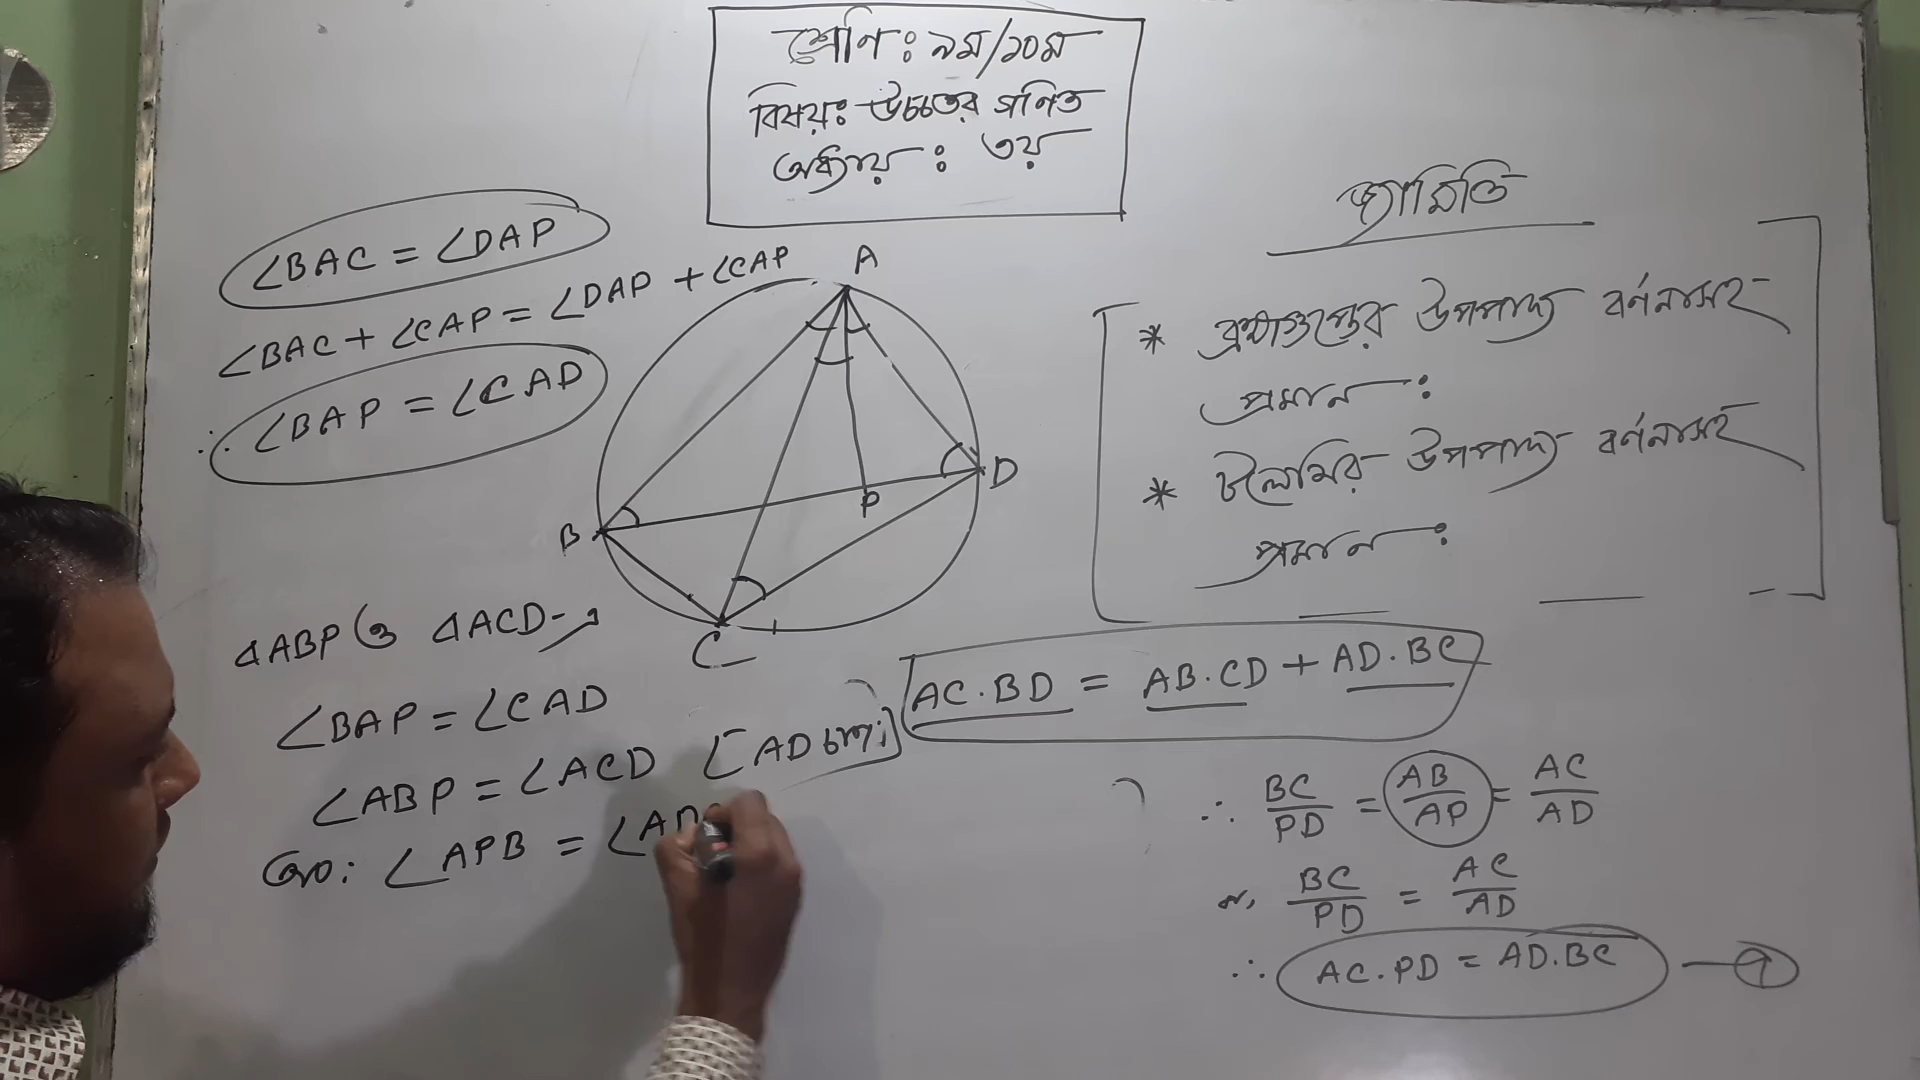 শ্রেণি: ৯ম/১০ম
বিষয়: উচ্চতর গণিত
অধ্যায়: ৩য়
জ্যামিতি
* ব্রহ্মগুপ্তের উপপাদ্য বর্ণনাসহ
প্রমান:
* টলেমির উপপাদ্য বর্ণনাসহ
প্রমান:
∠BAC = ∠DAP
∠BAC + ∠CAP = ∠DAP + ∠CAP
∴ ∠BAP = ∠CAD
A
B
C
D
P
△ABP ও △ACD-এ
∠BAP = ∠CAD
∠ABP = ∠ACD [AD
∠APB = ∠AD
AC.BD = AB.CD + AD.BC
∴ BC/PD = AB/AP = AC/AD
বা, BC/PD = AC/AD
∴ AC.PD = AD.BC